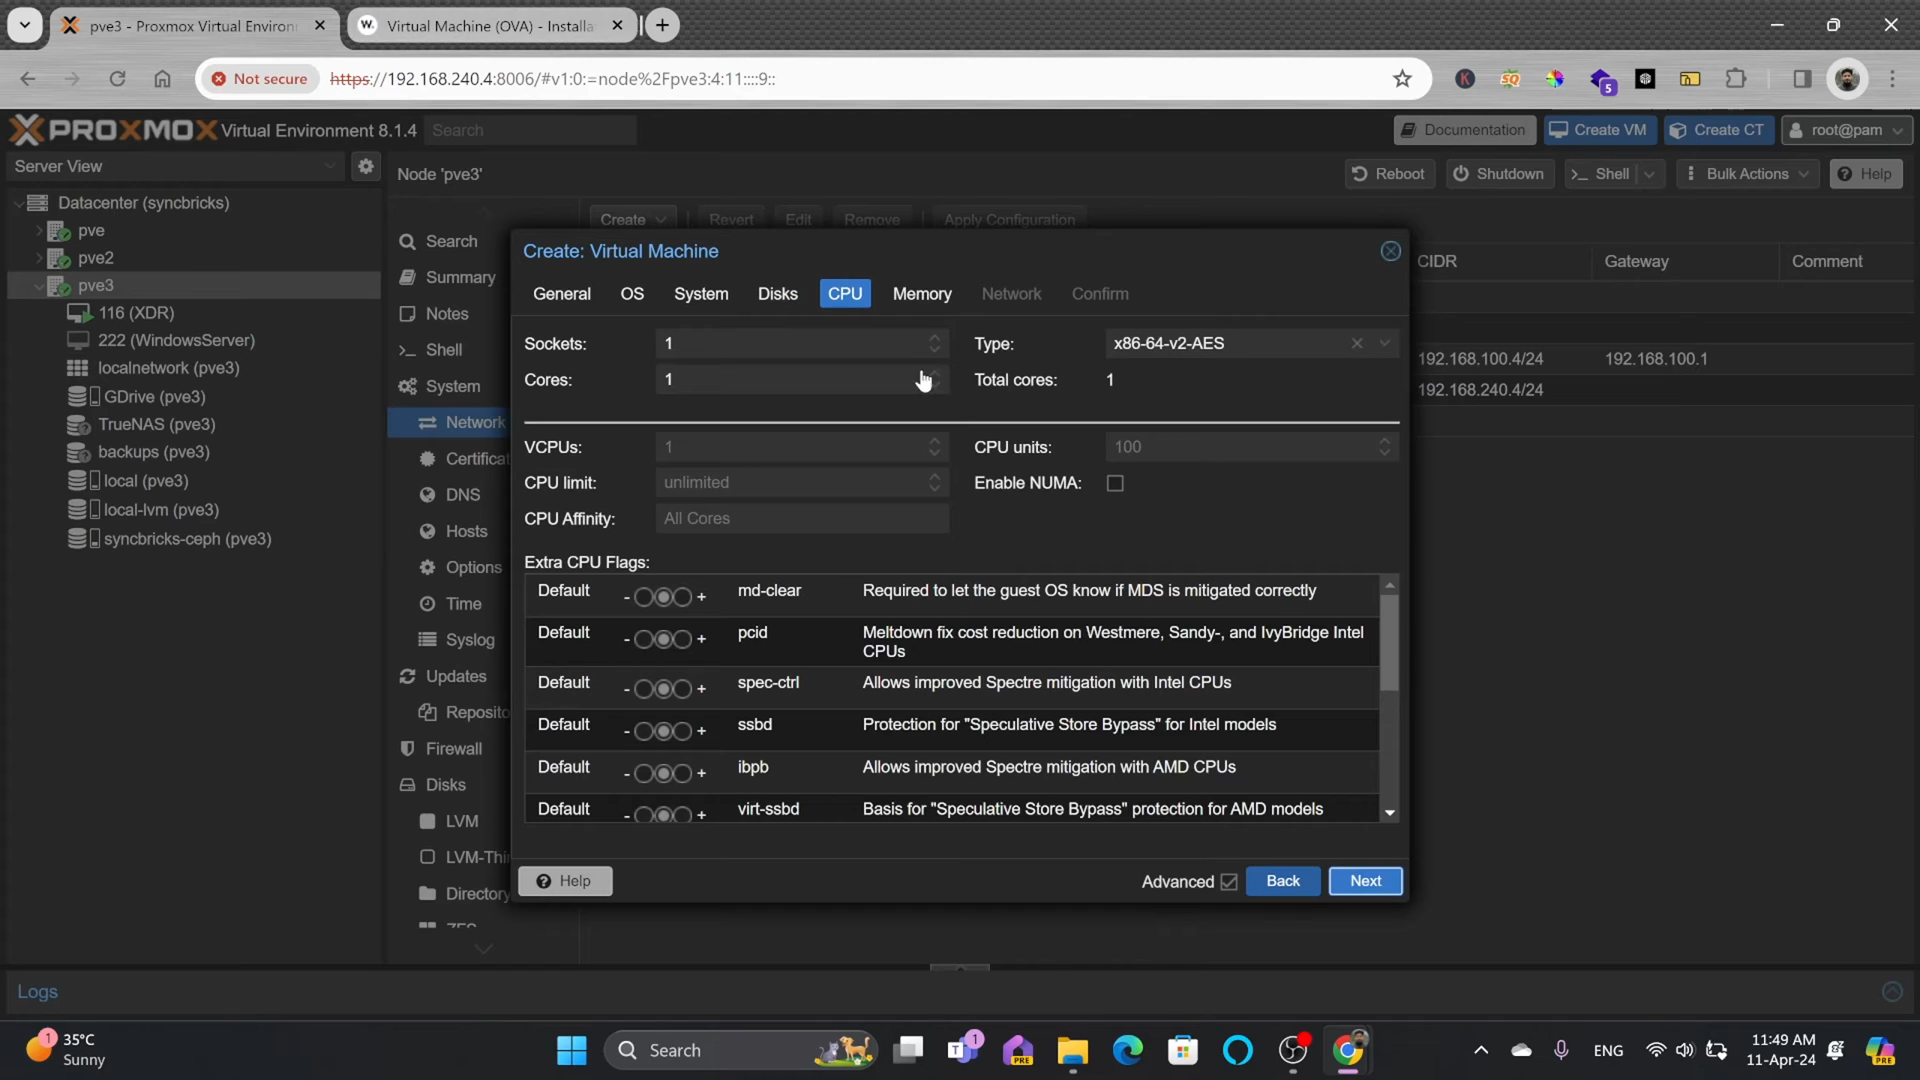 pve3 - Proxmox Virtual Environ
W. Virtual Machine (OVA) - Installa
Not secure https://192.168.240.4:8006/#v1:0:=node%2Fpve3:4:11::::9::
K SQ 5
PROXMOX Virtual Environment 8.1.4 Search Documentation Create VM Create CT root@pam
Server View
Node 'pve3' Reboot Shutdown Shell Bulk Actions Help
Datacenter (syncbricks)
pve
pve2
pve3
116 (XDR)
222 (WindowsServer)
localnetwork (pve3)
GDrive (pve3)
TrueNAS (pve3)
backups (pve3)
local (pve3)
local-lvm (pve3)
syncbricks-ceph (pve3)
Search
Summary
Notes
Shell
System
Network
Certificat
DNS
Hosts
Options
Time
Syslog
Updates
Reposito
Firewall
Disks
LVM
LVM-Thi
Directory
ZFS
Create Revert Edit Remove Apply Configuration
CIDR Gateway Comment
192.168.100.4/24 192.168.100.1
192.168.240.4/24
Create: Virtual Machine
General OS System Disks CPU Memory Network Confirm
Sockets: 1 Type: x86-64-v2-AES
Cores: 1 Total cores: 1
VCPUs: 1 CPU units: 100
CPU limit: unlimited Enable NUMA:
CPU Affinity: All Cores
Extra CPU Flags:
Default - + md-clear Required to let the guest OS know if MDS is mitigated correctly
Default - + pcid Meltdown fix cost reduction on Westmere, Sandy-, and IvyBridge Intel
CPUs
Default - + spec-ctrl Allows improved Spectre mitigation with Intel CPUs
Default - + ssbd Protection for "Speculative Store Bypass" for Intel models
Default - + ibpb Allows improved Spectre mitigation with AMD CPUs
Default - + virt-ssbd Basis for "Speculative Store Bypass" protection for AMD models
Help Advanced Back Next
Logs
1 35°C
Sunny
Search
1
PRE
ENG
11:49 AM
11-Apr-24
PRE